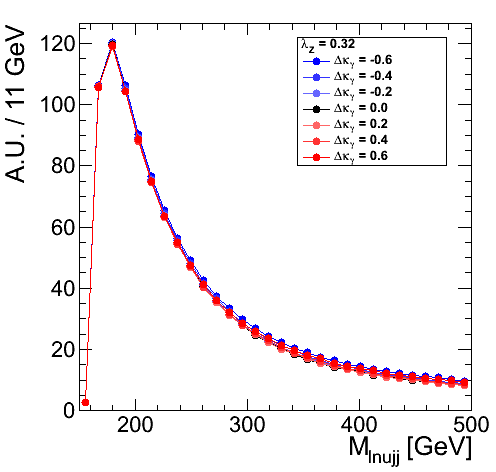 A.U. / 11 GeV
120
100
80
60
40
20
0
λz = 0.32
Δκγ = -0.6
Δκγ = -0.4
Δκγ = -0.2
Δκγ = 0.0
Δκγ = 0.2
Δκγ = 0.4
Δκγ = 0.6
200 300 400 500
Mlnujj [GeV]